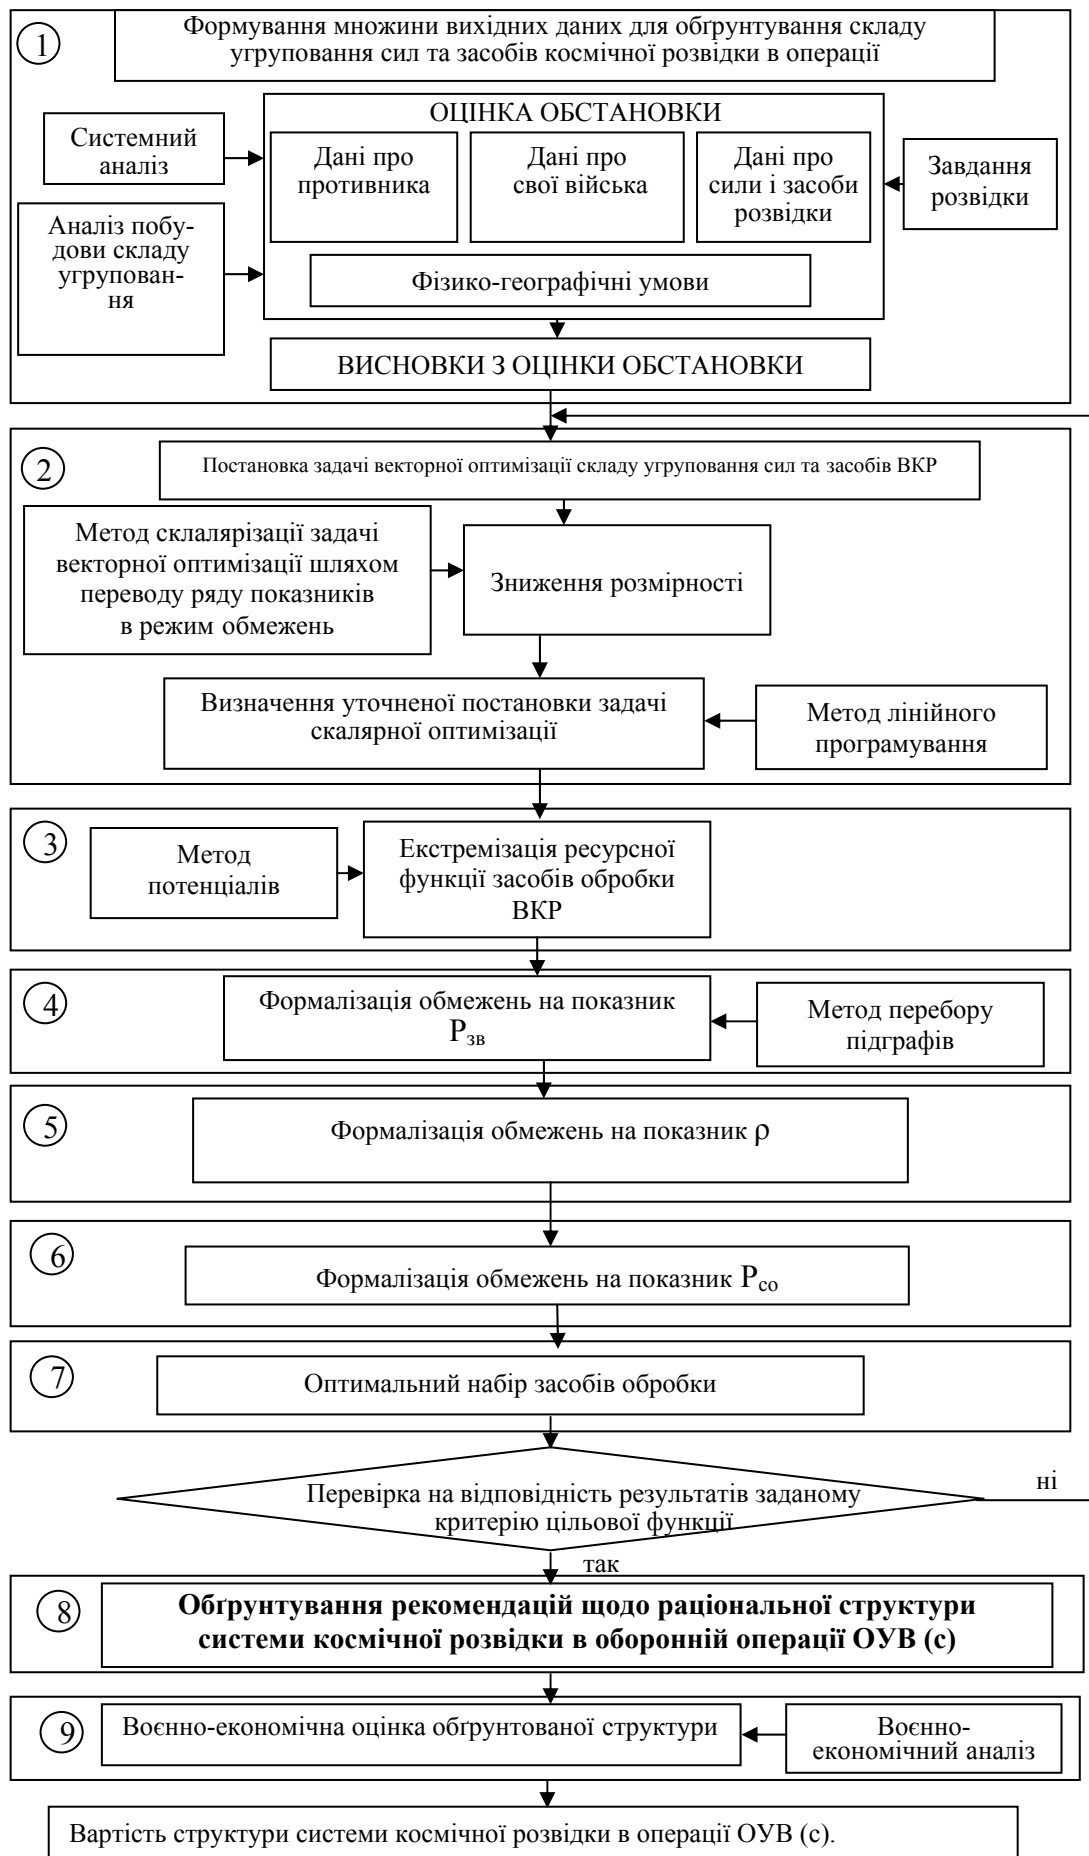 1
Формування множини вихідних даних для обґрунтування складу
угруповання сил та засобів космічної розвідки в операції
ОЦІНКА ОБСТАНОВКИ
Системний
аналіз
Дані про
противника
Дані про
свої війська
Дані про
сили і засоби
розвідки
Завдання
розвідки
Аналіз побу-
дови складу
угрупован-
ня
Фізико-географічні умови
ВИСНОВКИ З ОЦІНКИ ОБСТАНОВКИ
2
Постановка задачі векторної оптимізації складу угруповання сил та засобів ВКР
Метод склалярізації задачі
векторної оптимізації шляхом
переводу ряду показників
в режим обмежень
Зниження розмірності
Визначення уточненої постановки задачі
скалярної оптимізації
Метод лінійного
програмування
3
Метод
потенціалів
Екстремізація ресурсної
функції засобів обробки
ВКР
4
Формалізація обмежень на показник
Pзв
Метод перебору
підграфів
5
Формалізація обмежень на показник ρ
6
Формалізація обмежень на показник Pсо
7
Оптимальний набір засобів обробки
Перевірка на відповідність результатів заданому
критерію цільової функції
ні
так
8
Обґрунтування рекомендацій щодо раціональної структури
системи космічної розвідки в оборонній операції ОУВ (с)
9
Воєнно-економічна оцінка обґрунтованої структури
Воєнно-
економічний аналіз
Вартість структури системи космічної розвідки в операції ОУВ (с).